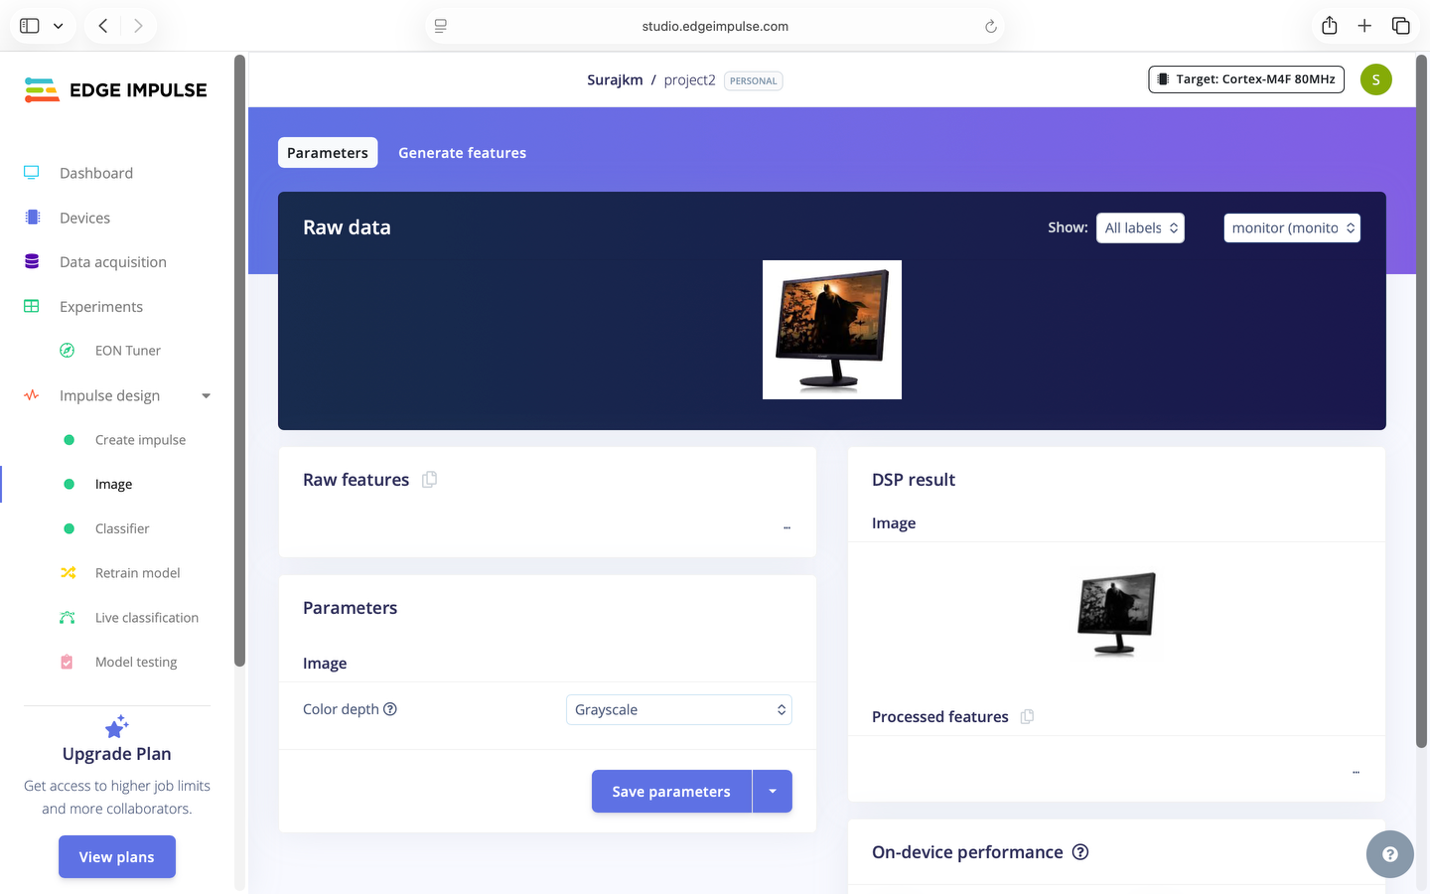 studio.edgeimpulse.com
EDGE IMPULSE
Surajkm / project2 PERSONAL
Target: Cortex-M4F 80MHz
S
Dashboard
Devices
Data acquisition
Experiments
EON Tuner
Impulse design
Create impulse
Image
Classifier
Retrain model
Live classification
Model testing
Upgrade Plan
Get access to higher job limits
and more collaborators.
View plans
Parameters Generate features
Raw data
Show: All labels monitor (monito
Raw features
...
Parameters
Image
Color depth ?
Grayscale
Save parameters
DSP result
Image
Processed features
...
On-device performance ?
?